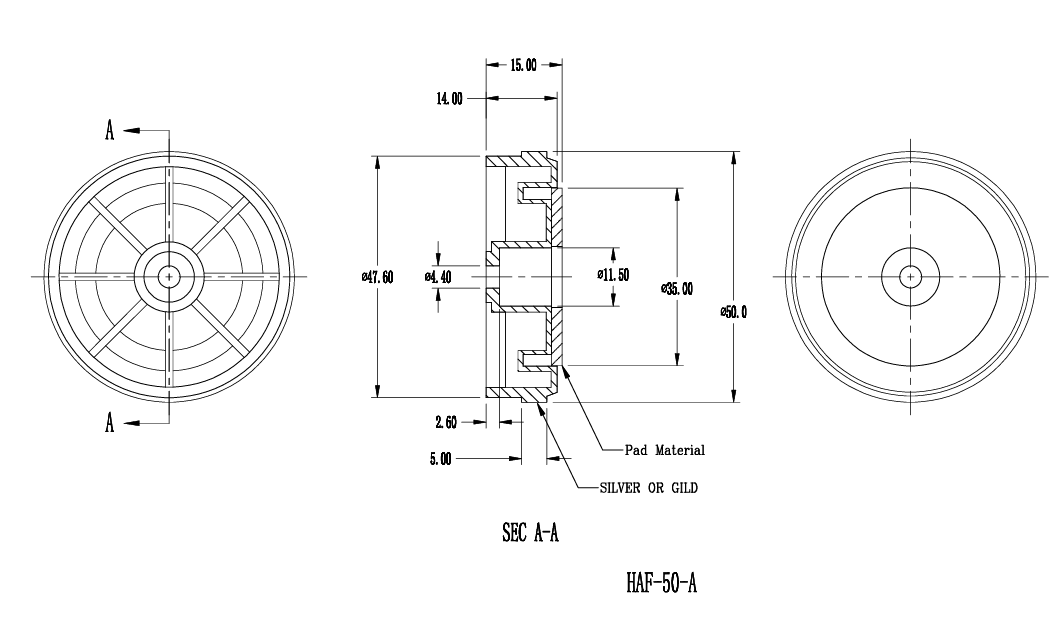 15.00
14.00
A
ø47.60
ø4.40
ø11.50
ø35.00
ø50.0
A
2.60
5.00
Pad Material
SILVER OR GILD
SEC A-A
HAF-50-A